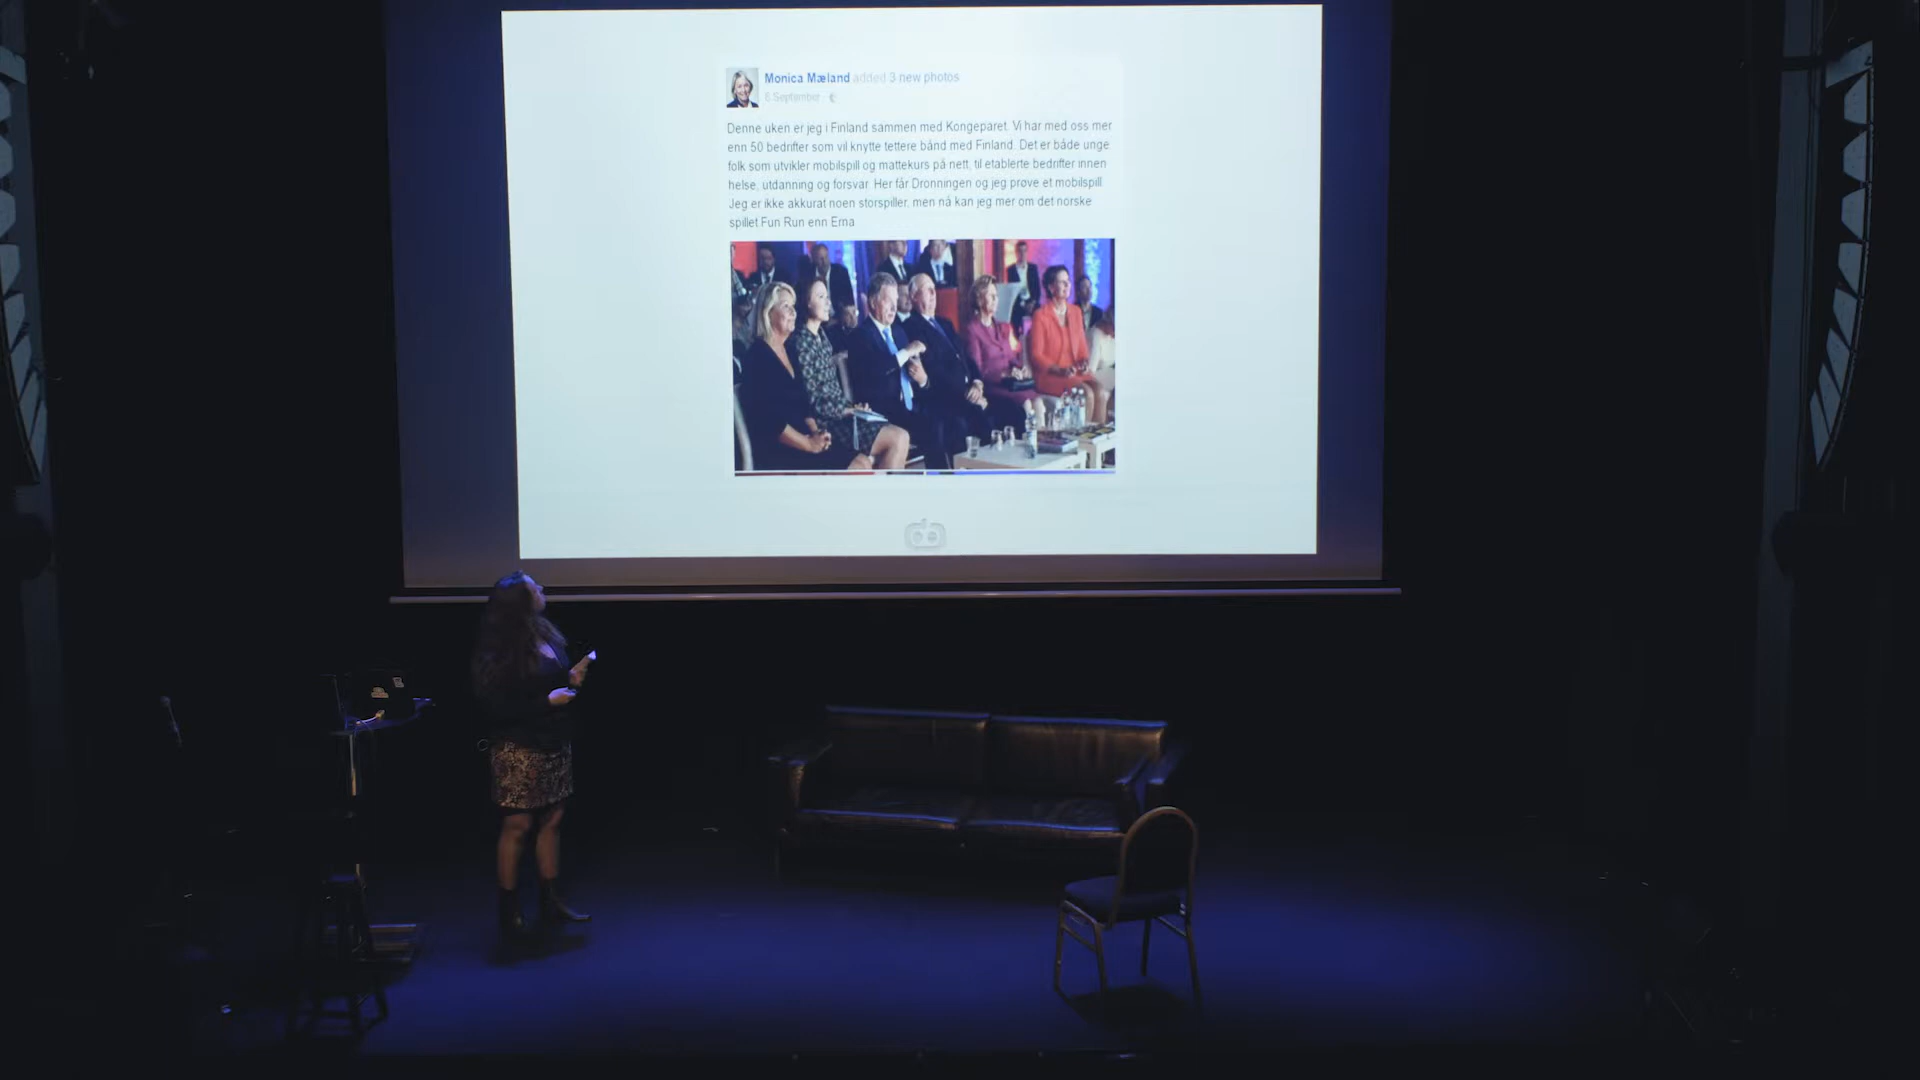 Monica Mæland added 3 new photos
6 September
Denne uken er jeg i Finland sammen med Kongeparet. Vi har med oss mer
enn 50 bedrifter som vil knytte tettere bånd med Finland. Det er både unge
folk som utvikler mobilspill og mattekurs på nett, til etablerte bedrifter innen
helse, utdanning og forsvar. Her får Dronningen og jeg prøve et mobilspill.
Jeg er ikke akkurat noen storspiller, men nå kan jeg mer om det norske
spillet Fun Run enn Erna